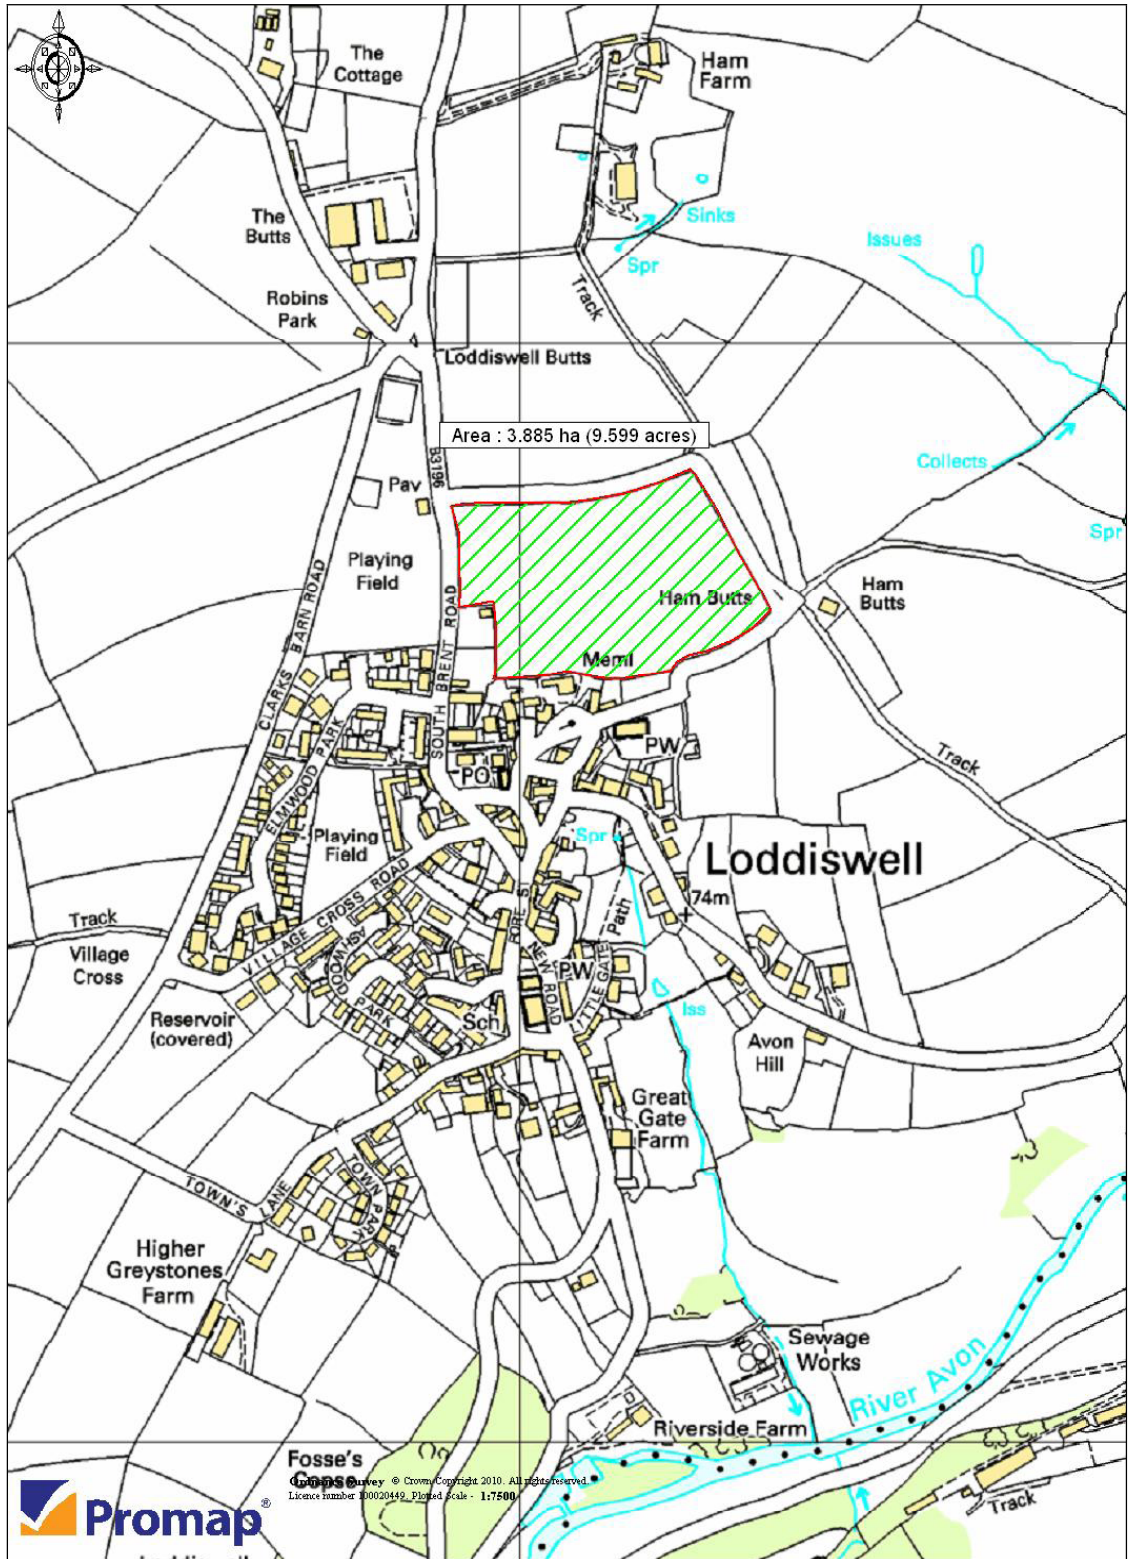 The
Cottage
Ham
Farm
The
Butts
Sinks
Issues
Spr
Robins
Park
Track
Loddiswell Butts
Area : 3.885 ha (9.599 acres)
B3196
Collects
Pav
Spr
Playing
Field
Ham Butts
Ham
Butts
CLARKS BARN ROAD
SOUTH BRENT ROAD
Meml
PW
PO
Track
ELMWOOD PARK
Playing
Field
Spr
Loddiswell
74m
Path
Track
Village
Cross
VILLAGE CROSS ROAD
ASHWOOD
PARK
FORE S
NEW ROAD
PW
LITTLE GATE
Iss
Reservoir
(covered)
Sch
Avon
Hill
Great
Gate
Farm
TOWN'S LANE
TOWN PARK
Higher
Greystones
Farm
Sewage
Works
River Avon
Riverside Farm
Fosse's
Copse
Ordnance Survey © Crown Copyright 2010. All rights reserved.
Licence number 100020449. Plotted Scale - 1:7500
Track
Promap®